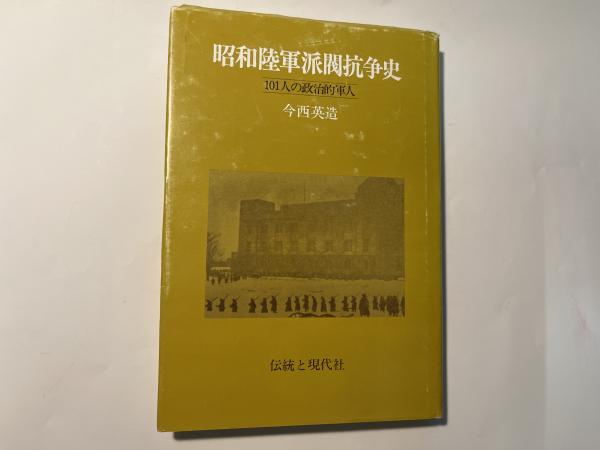 昭和陸軍派閥抗争史
101人の政治的軍人
今西英造
伝統と現代社